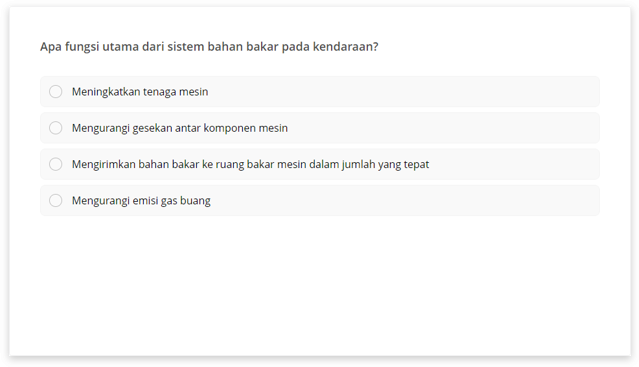 Apa fungsi utama dari sistem bahan bakar pada kendaraan?
Meningkatkan tenaga mesin
Mengurangi gesekan antar komponen mesin
Mengirimkan bahan bakar ke ruang bakar mesin dalam jumlah yang tepat
Mengurangi emisi gas buang